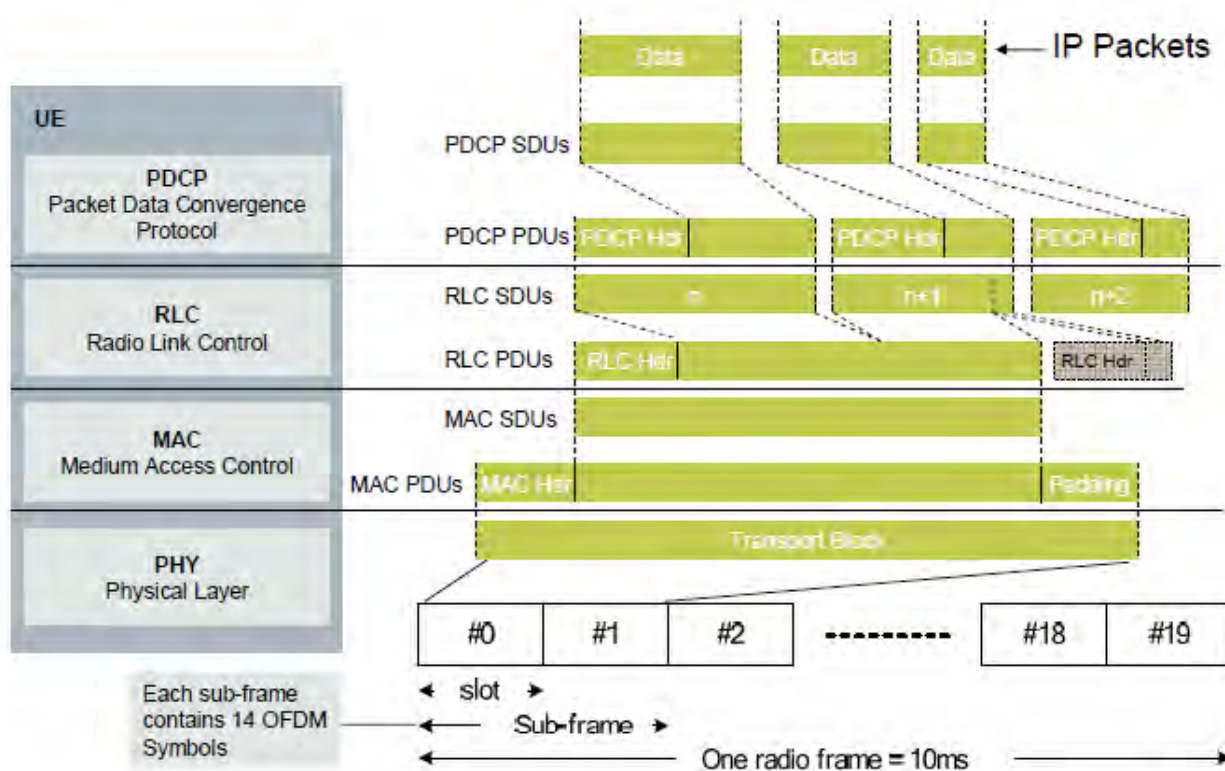 Data
Data
Data
IP Packets
UE
PDCP SDUs
PDCP
Packet Data Convergence
Protocol
PDCP PDUs
PDCP Hdr
PDCP Hdr
PDCP Hdr
RLC SDUs
n
n+1
n+2
RLC
Radio Link Control
RLC PDUs
RLC Hdr
RLC Hdr
MAC SDUs
MAC
Medium Access Control
MAC PDUs
MAC Hdr
Padding
Transport Block
PHY
Physical Layer
#0
#1
#2
#18
#19
Each sub-frame
contains 14 OFDM
Symbols
slot
Sub-frame
One radio frame = 10ms